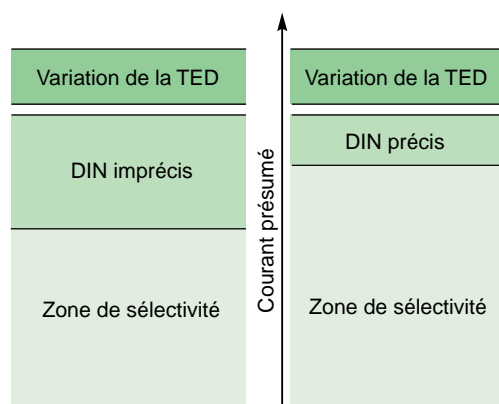 Variation de la TED
DIN imprécis
Zone de sélectivité
Courant présumé
Variation de la TED
DIN précis
Zone de sélectivité